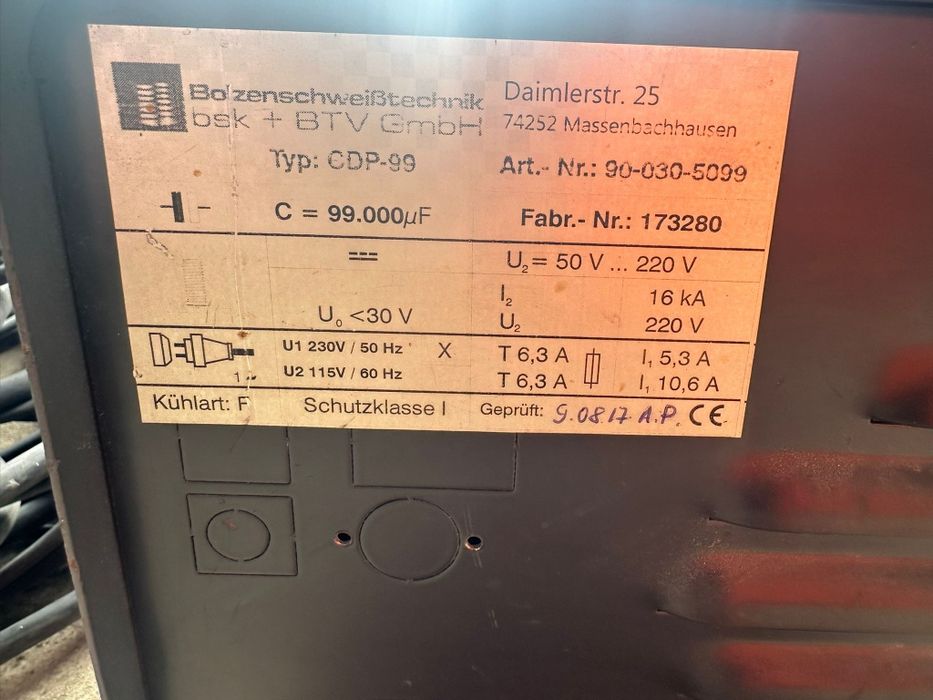 Bolzenschweißtechnik
bsk + BTV GmbH
Daimlerstr. 25
74252 Massenbachhausen
Typ: CDP-99
Art.- Nr.: 90-030-5099
C = 99.000µF
Fabr.- Nr.: 173280
U2 = 50 V ... 220 V
I2 16 kA
U0 <30 V
U2 220 V
U1 230V / 50 Hz X T 6,3 A I1 5,3 A
1~ U2 115V / 60 Hz T 6,3 A I1 10,6 A
Kühlart: F Schutzklasse I Geprüft: 9.08.17 A.P. CE